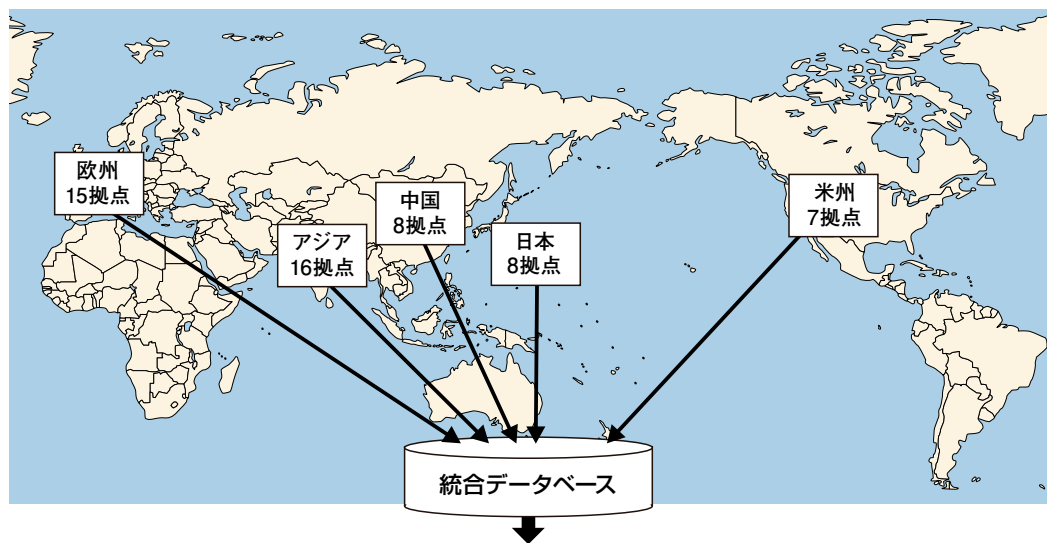 欧州
15拠点
アジア
16拠点
中国
8拠点
日本
8拠点
米州
7拠点
統合データベース